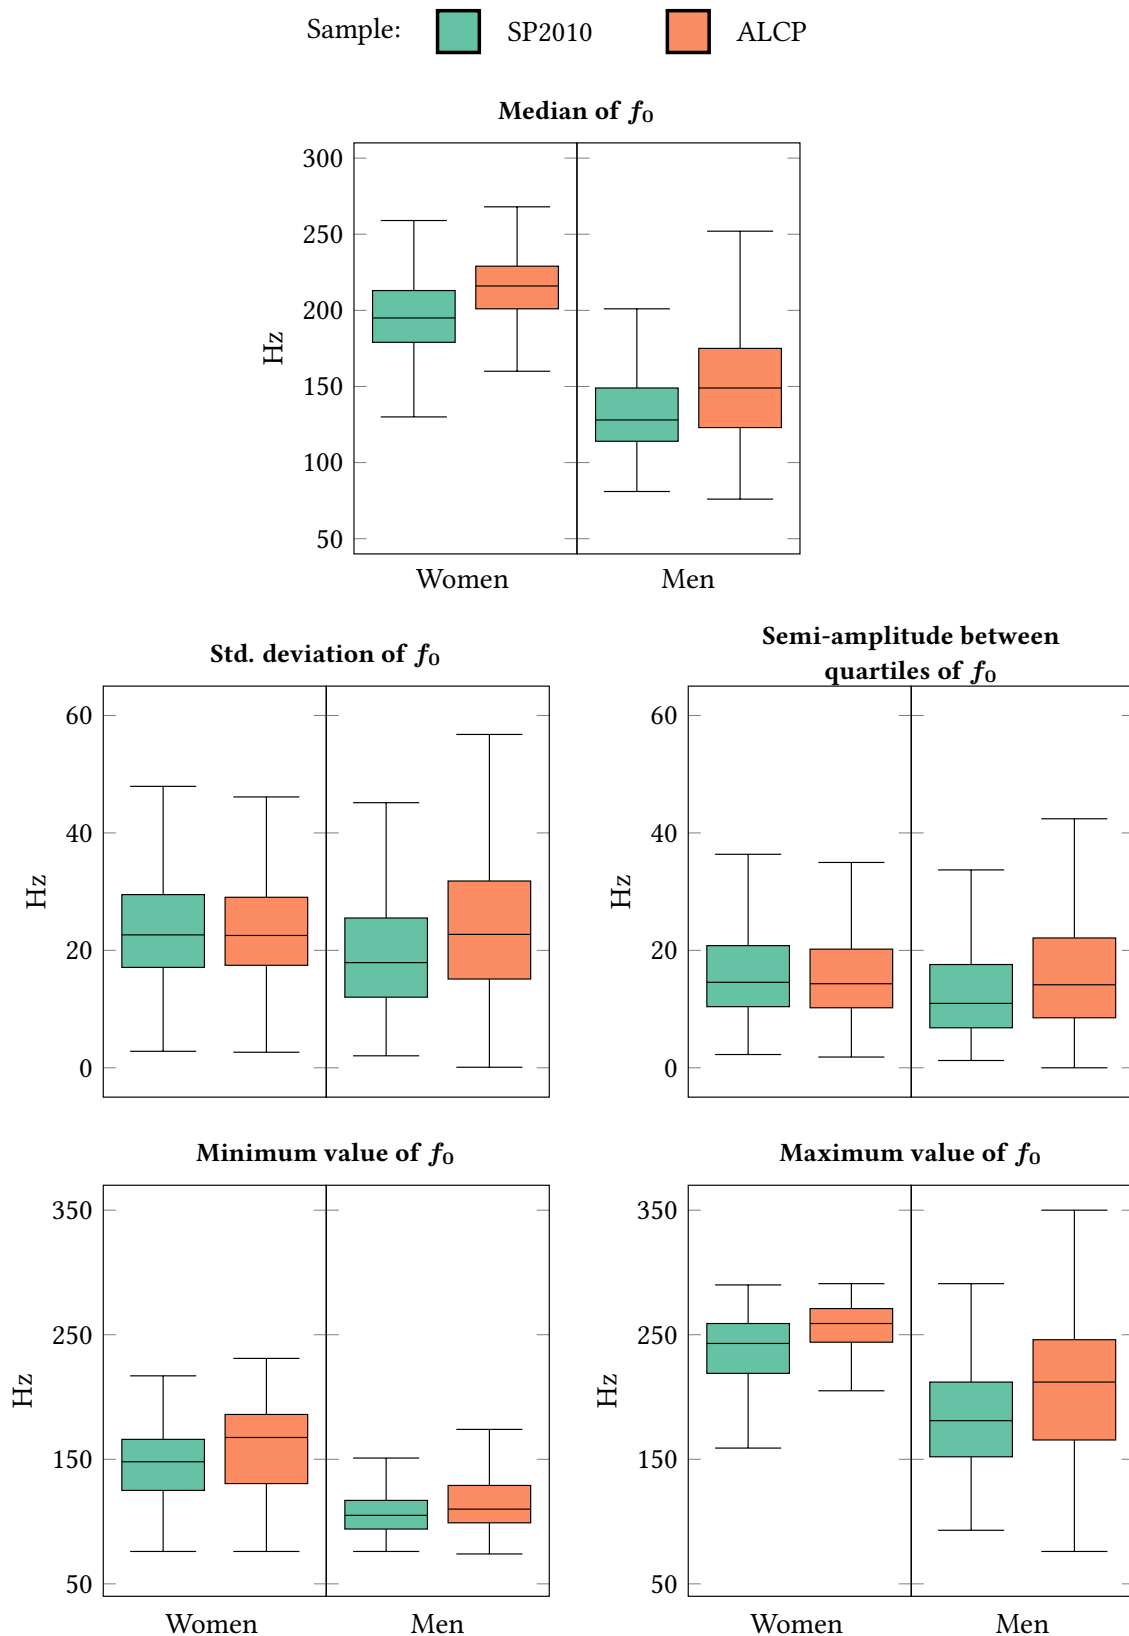 Sample: SP2010 ALCP
Median of f₀
300
250
200
150
100
50
Hz
Women Men
Std. deviation of f₀
60
40
20
0
Hz
Semi-amplitude between
quartiles of f₀
60
40
20
0
Hz
Minimum value of f₀
350
250
150
50
Hz
Women Men
Maximum value of f₀
350
250
150
50
Hz
Women Men